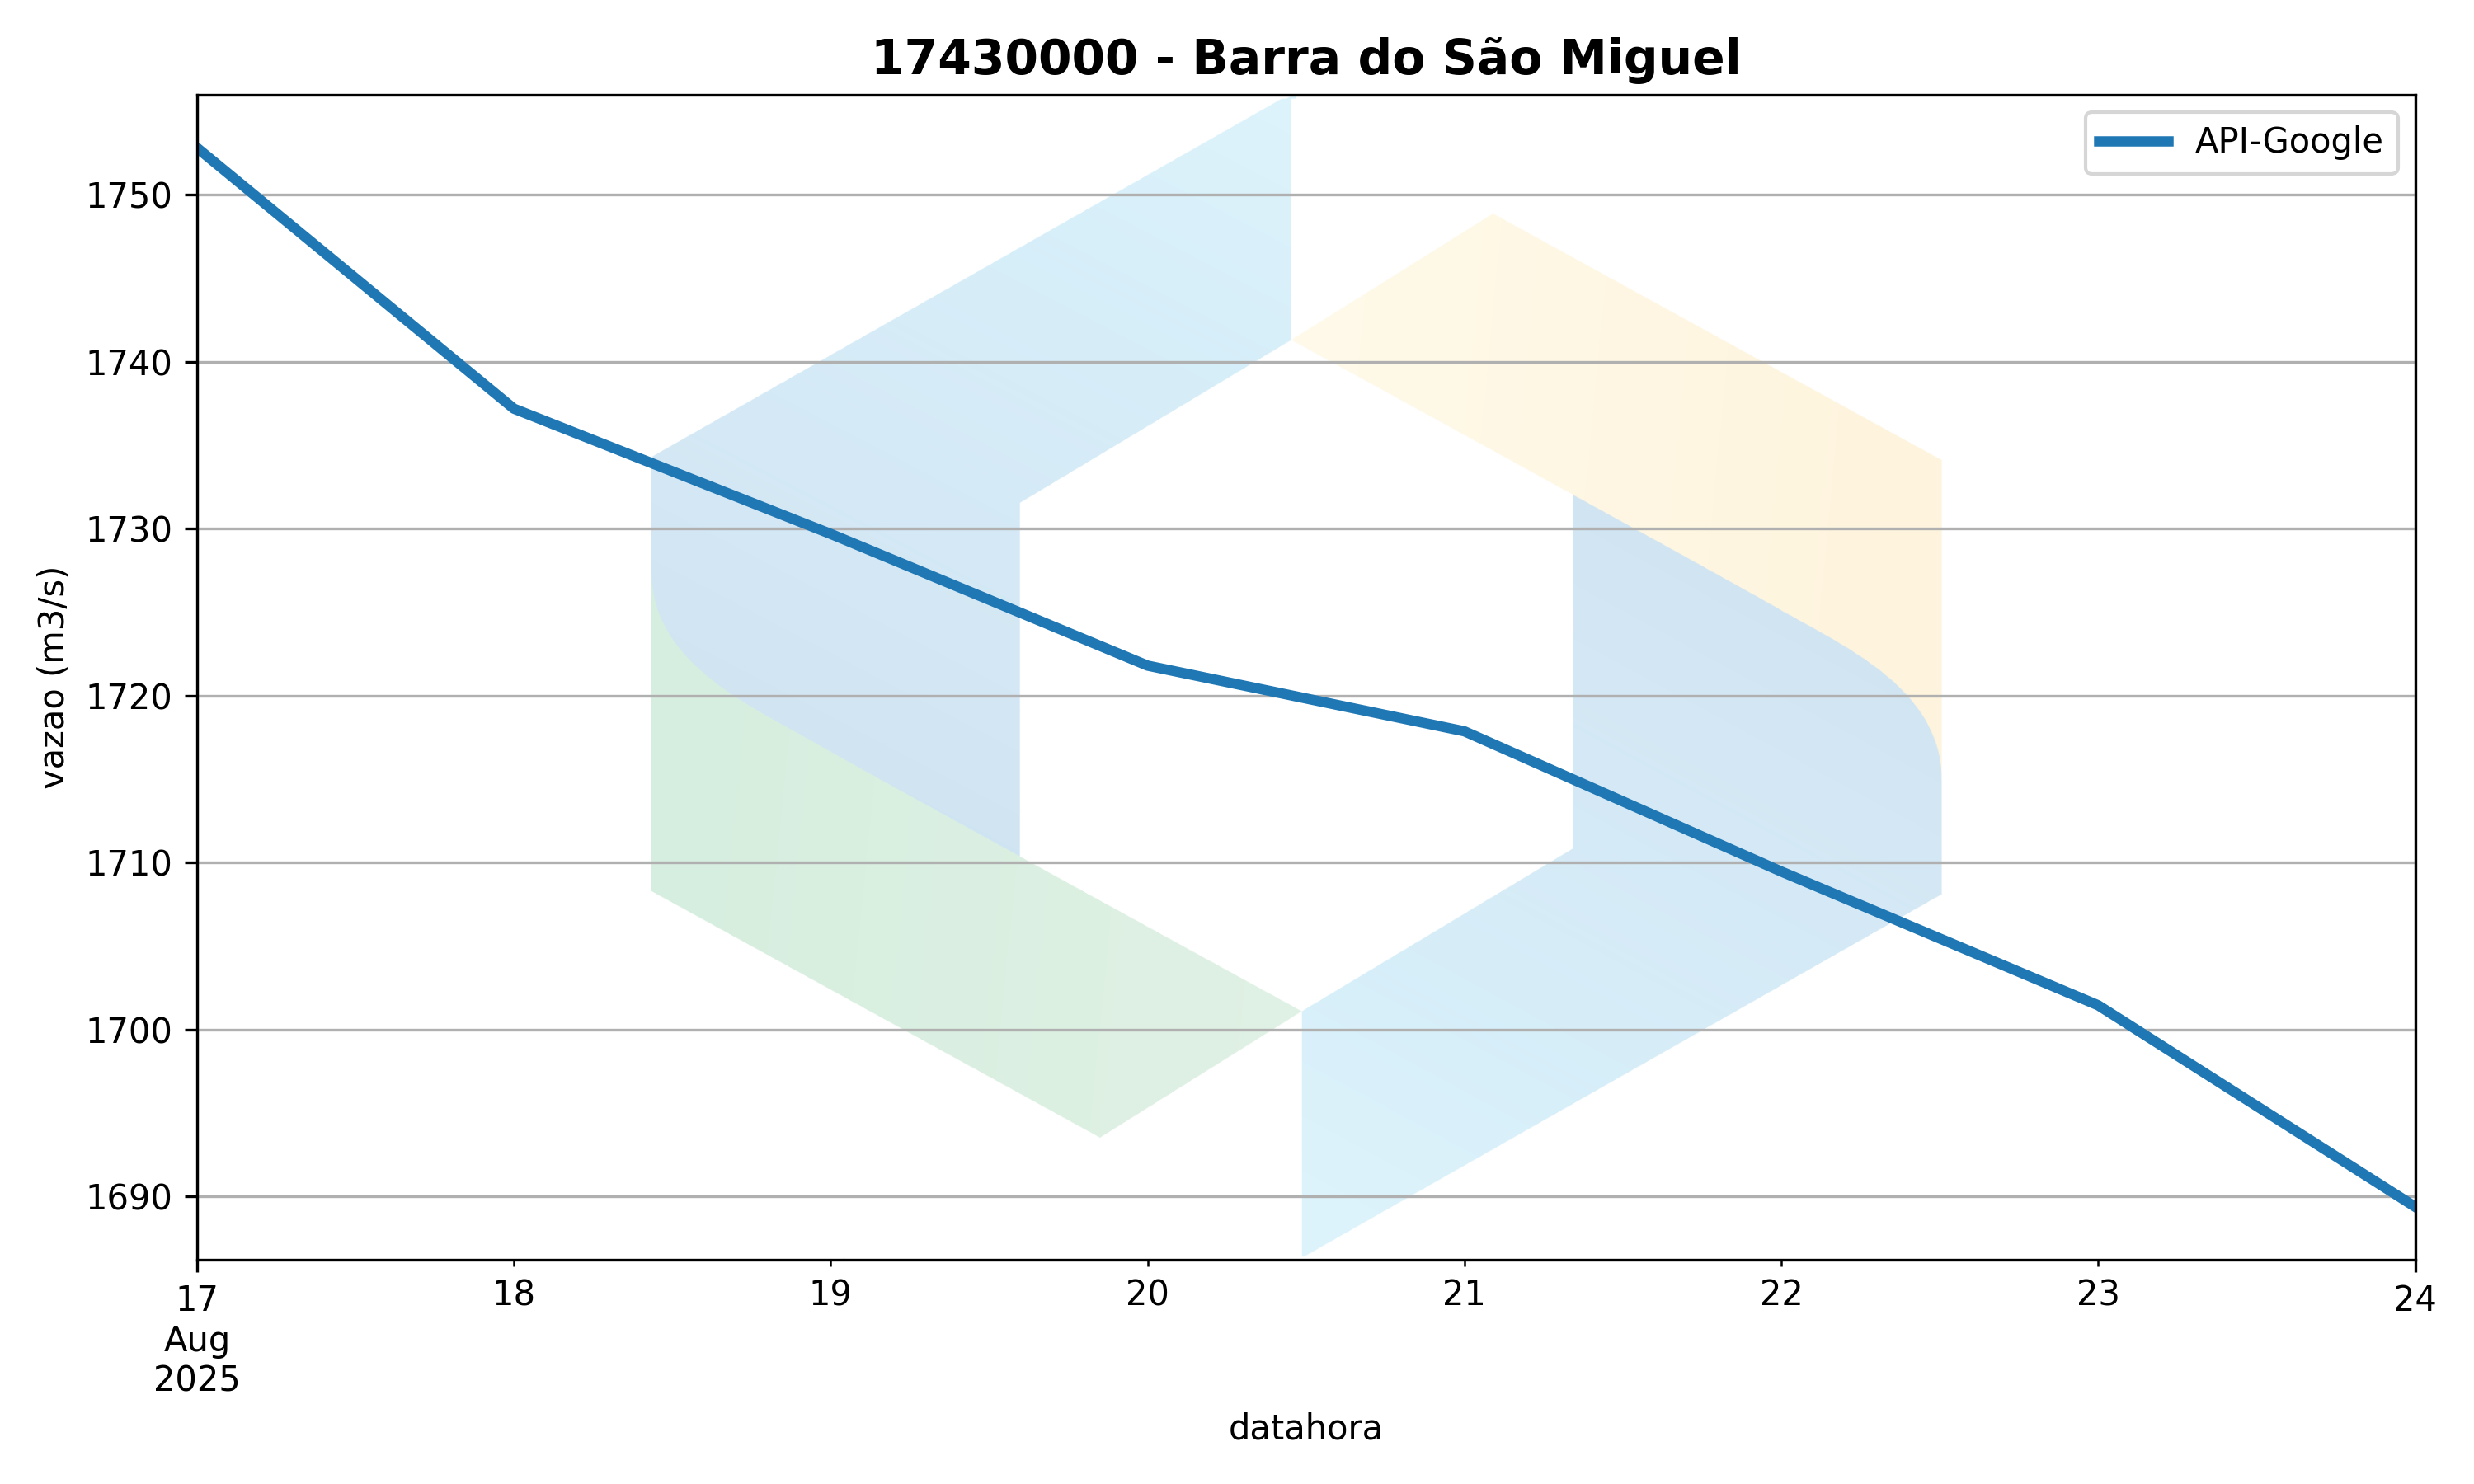 17430000 - Barra do São Miguel
API-Google
1750
1740
1730
1720
1710
1700
1690
vazao (m3/s)
17 18 19 20 21 22 23 24
Aug
2025
datahora